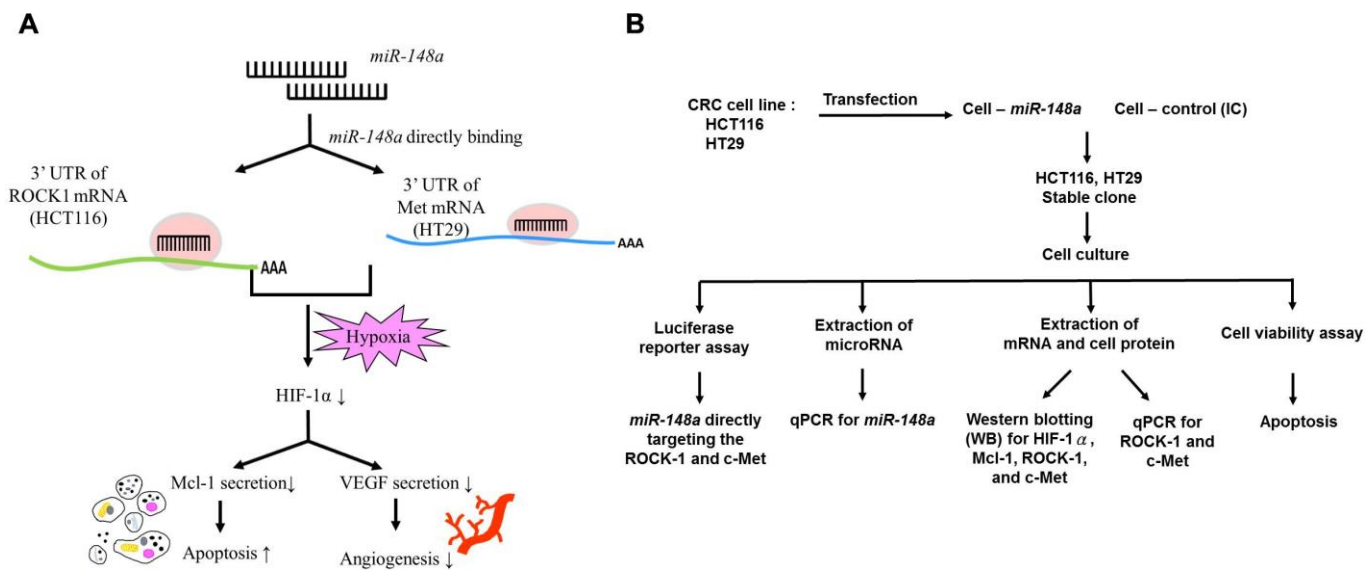 A
miR-148a
miR-148a directly binding
3' UTR of
ROCK1 mRNA
(HCT116)
3' UTR of
Met mRNA
(HT29)
AAA
AAA
Hypoxia
HIF-1α ↓
Mcl-1 secretion↓
VEGF secretion ↓
Apoptosis ↑
Angiogenesis ↓
B
CRC cell line :
HCT116
HT29
Transfection
Cell – miR-148a
Cell – control (IC)
HCT116, HT29
Stable clone
Cell culture
Luciferase
reporter assay
Extraction of
microRNA
Extraction of
mRNA and cell protein
Cell viability assay
miR-148a directly
targeting the
ROCK-1 and c-Met
qPCR for miR-148a
Western blotting
(WB) for HIF-1 α ,
Mcl-1, ROCK-1,
and c-Met
qPCR for
ROCK-1 and
c-Met
Apoptosis